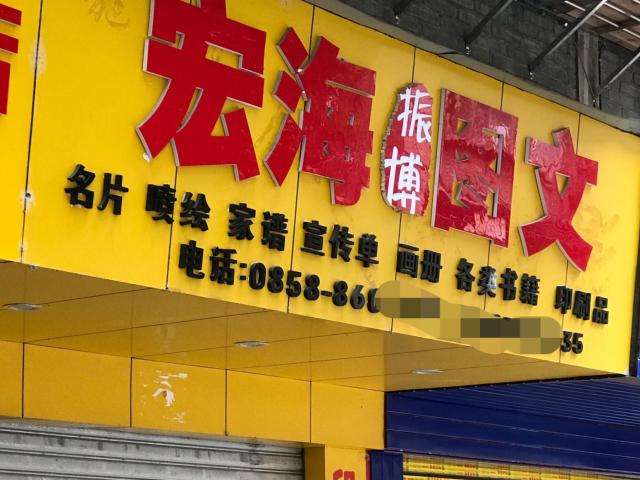 宏海振博图文
名片 喷绘 家谱 宣传单 画册 各类书籍 印刷品
电话:0858-860
35